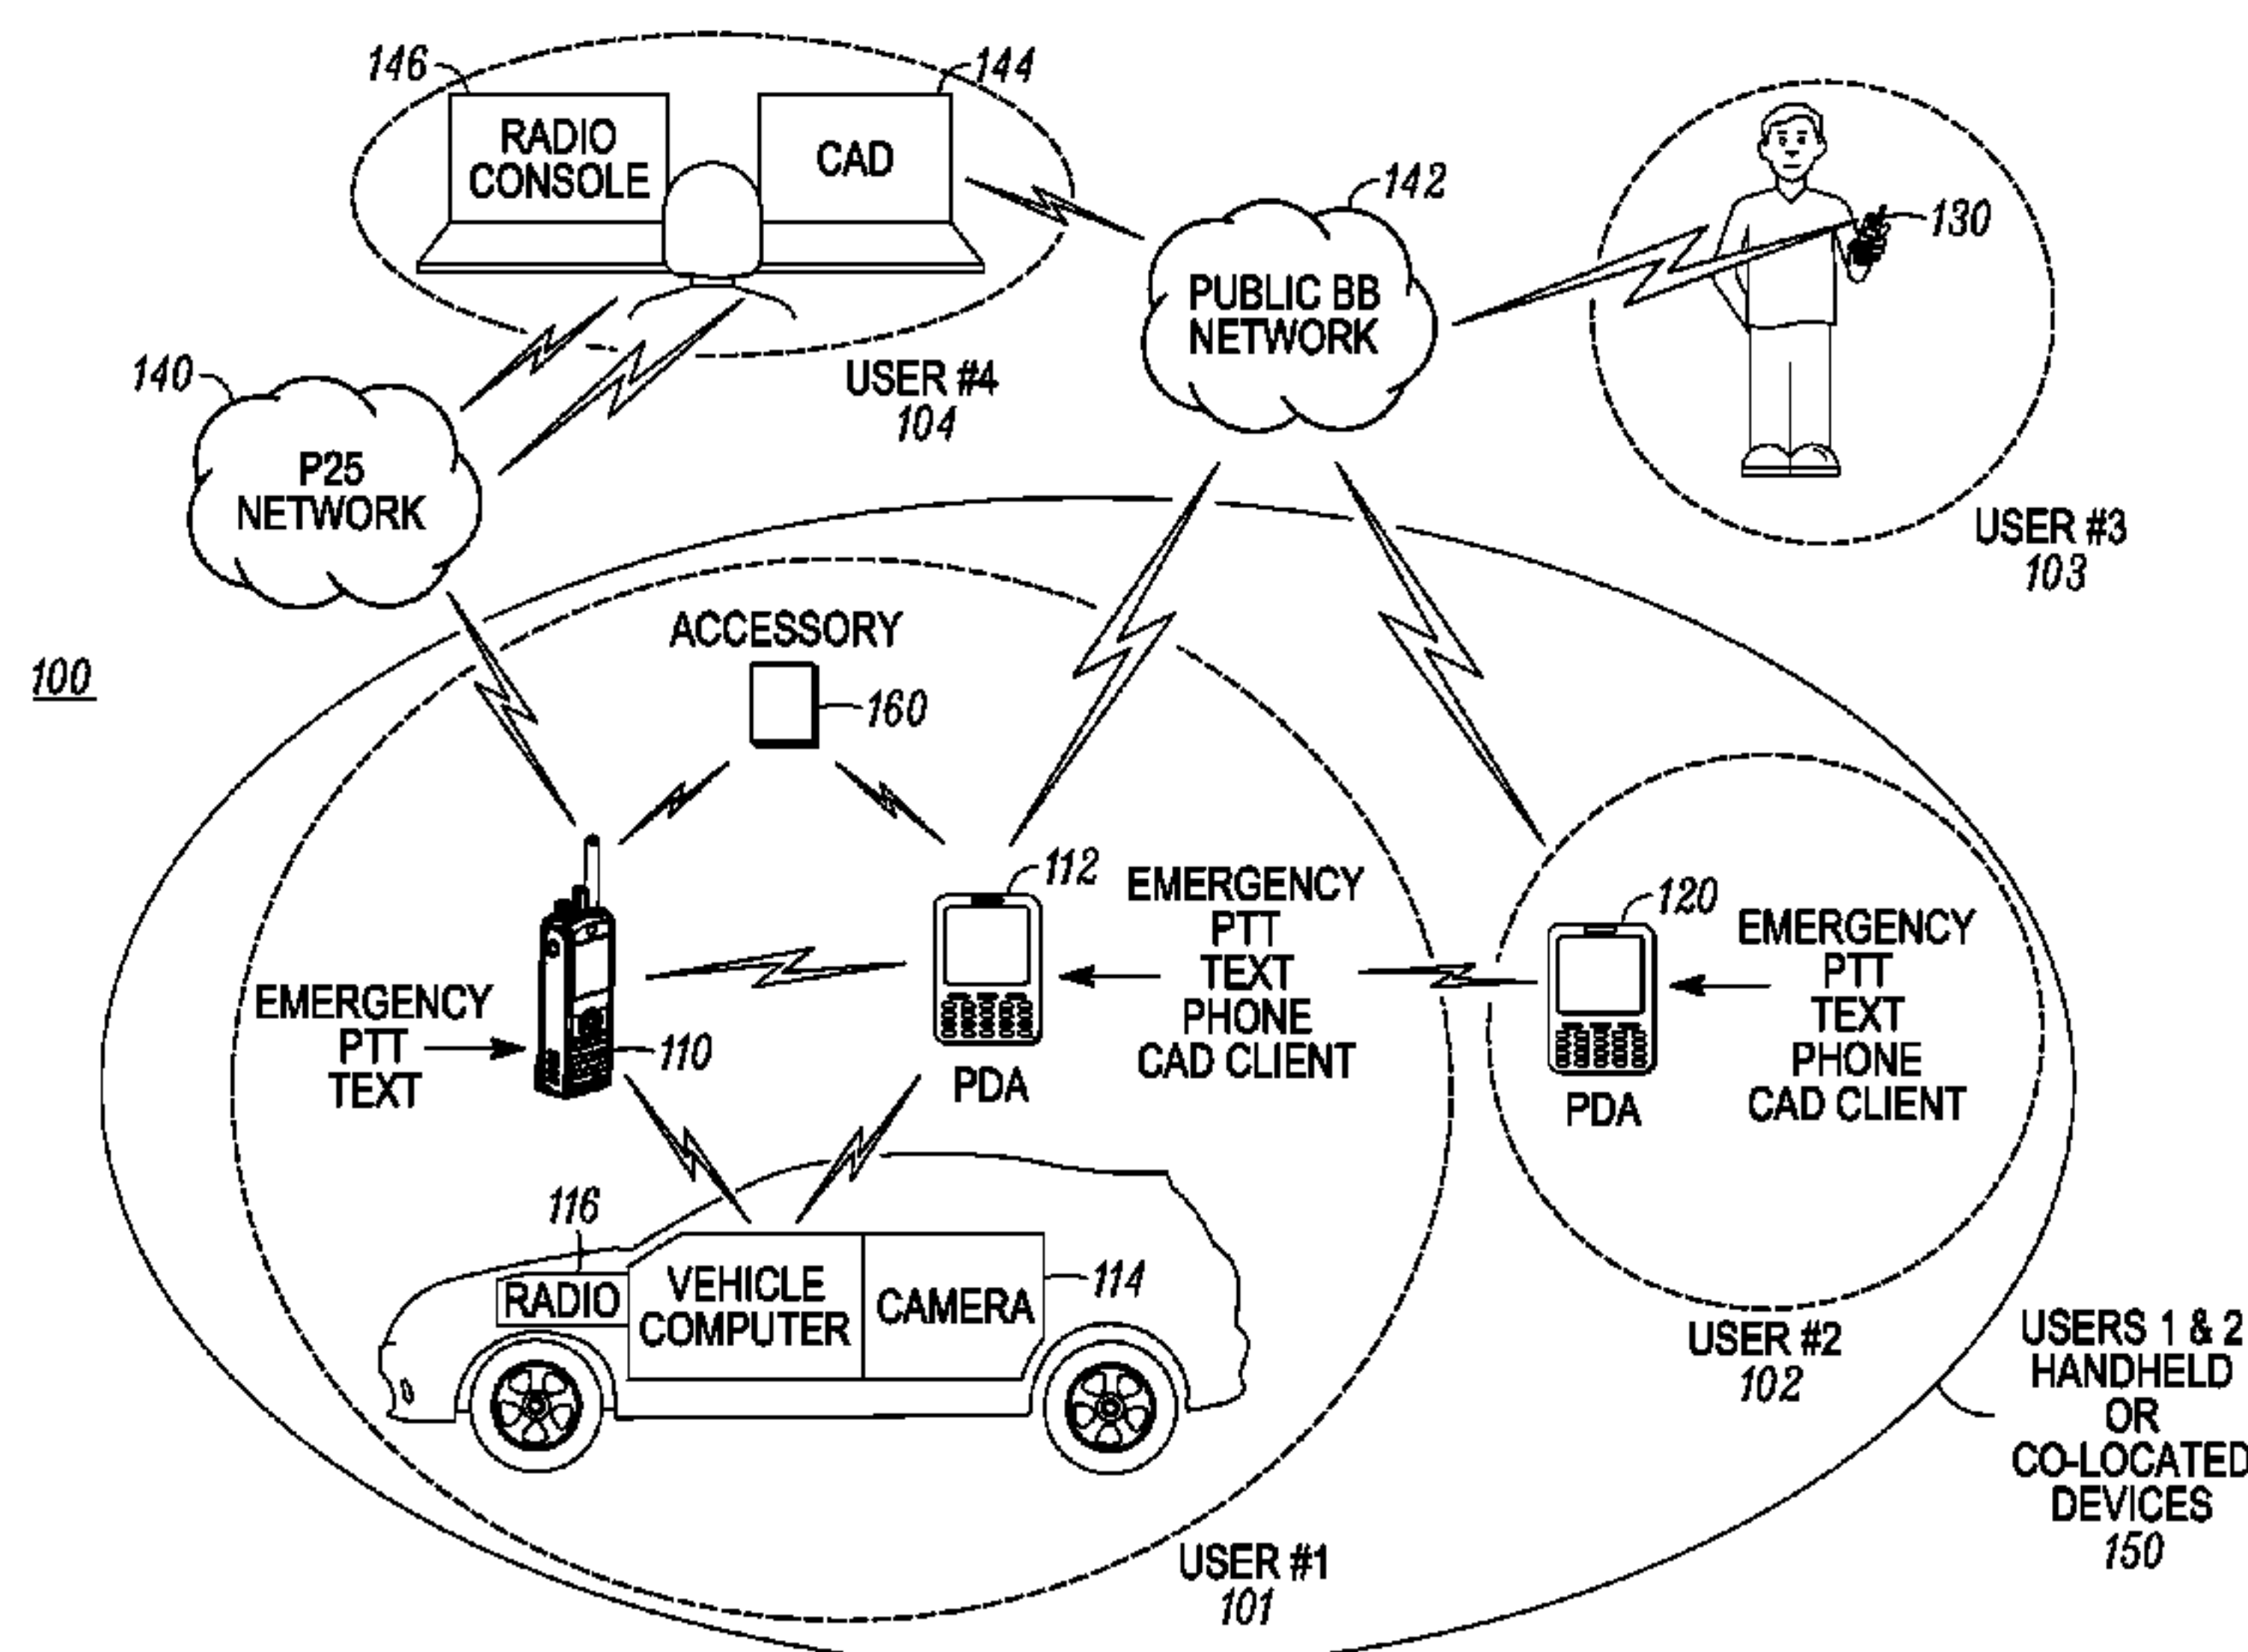 146
144
RADIO
CONSOLE
CAD
142
130
PUBLIC BB
NETWORK
140
USER #4
104
P25
NETWORK
USER #3
103
100
ACCESSORY
160
112
EMERGENCY
PTT
TEXT
PHONE
CAD CLIENT
120
EMERGENCY
PTT
TEXT
PHONE
CAD CLIENT
EMERGENCY
PTT
TEXT
110
PDA
PDA
116
RADIO
VEHICLE
COMPUTER
CAMERA
114
USER #2
102
USERS 1 & 2
HANDHELD
OR
CO-LOCATED
DEVICES
150
USER #1
101